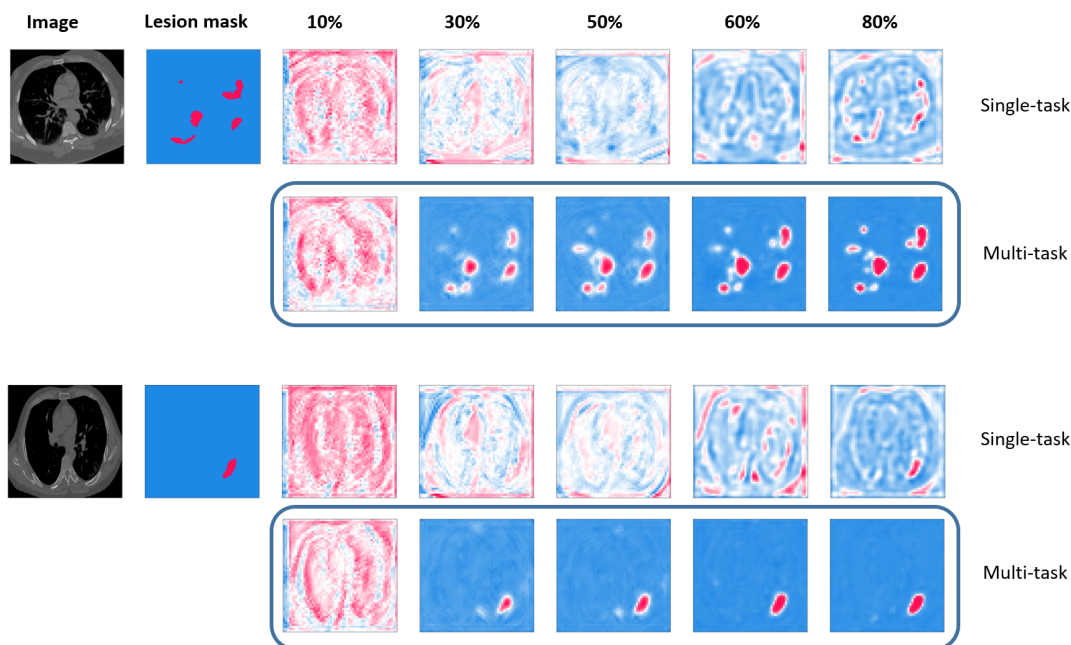 Image Lesion mask 10% 30% 50% 60% 80%
Single-task
Multi-task
Single-task
Multi-task